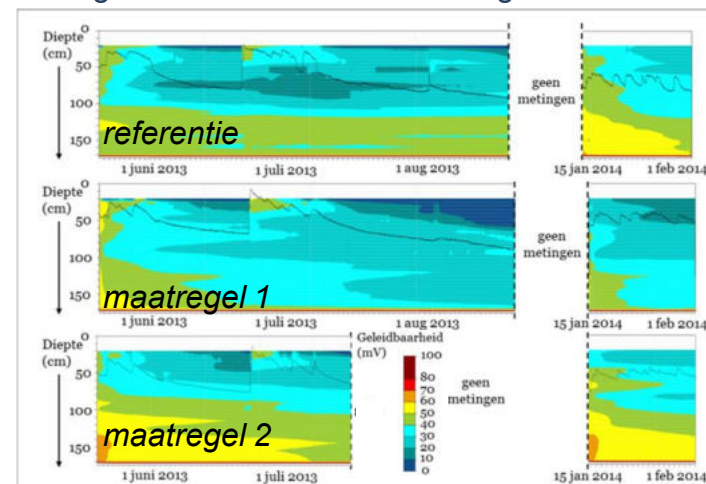 Diepte
(cm)
0
50
100
150
referentie
geen
metingen
1 juni 2013
1 juli 2013
1 aug 2013
15 jan 2014
1 feb 2014
Diepte
(cm)
0
50
100
150
maatregel 1
geen
metingen
1 juni 2013
1 juli 2013
1 aug 2013
15 jan 2014
1 feb 2014
Diepte
(cm)
0
50
100
150
maatregel 2
Geleidbaarheid
(mV)
100
80
70
60
50
40
30
20
10
0
geen
metingen
1 juni 2013
1 juli 2013
15 jan 2014
1 feb 2014